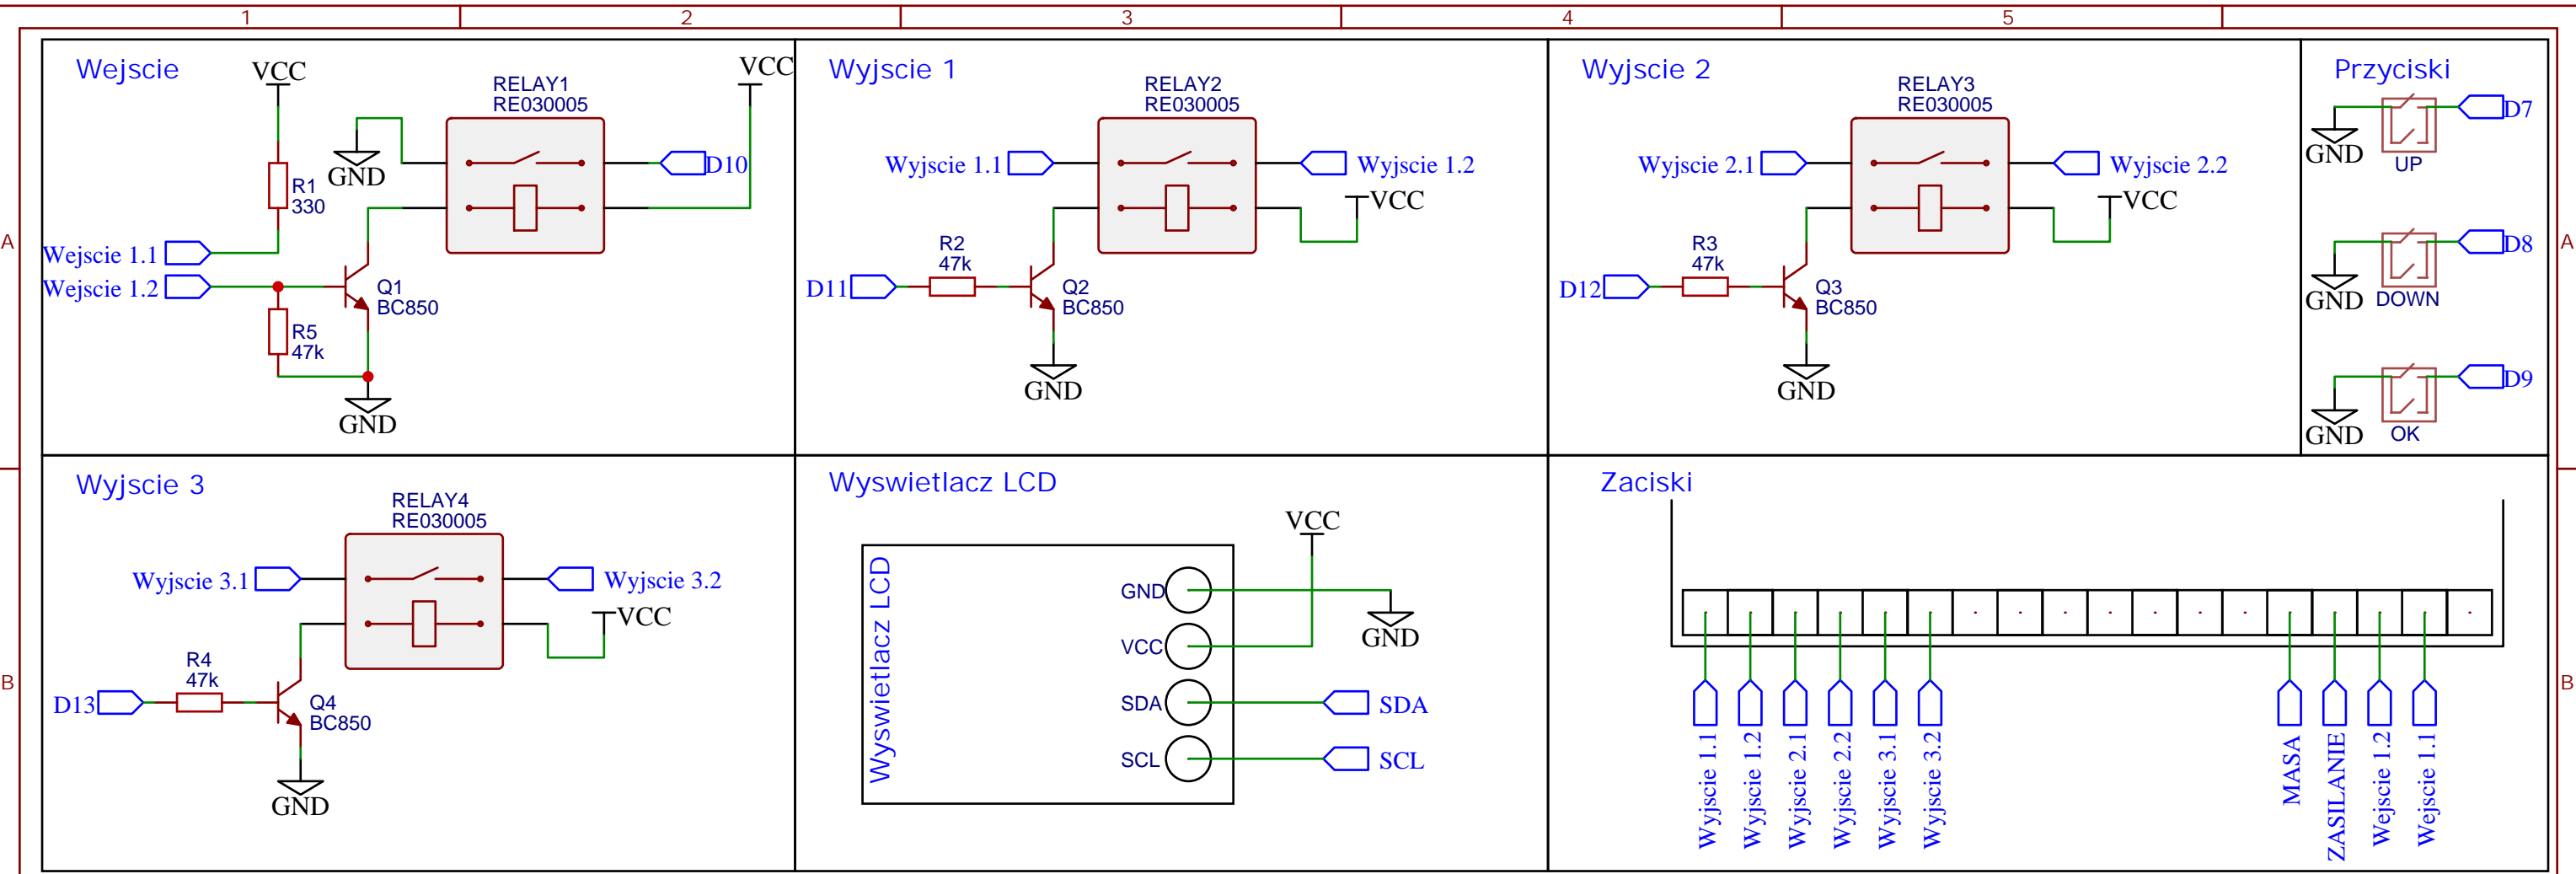 1
2
3
4
5
A
A
B
B
Wejscie
VCC
RELAY1
RE030005
VCC
GND
D10
R1
330
Wejscie 1.1
Wejscie 1.2
Q1
BC850
R5
47k
GND
Wyjscie 1
RELAY2
RE030005
Wyjscie 1.1
Wyjscie 1.2
VCC
R2
47k
D11
Q2
BC850
GND
Wyjscie 2
RELAY3
RE030005
Wyjscie 2.1
Wyjscie 2.2
VCC
R3
47k
D12
Q3
BC850
GND
Przyciski
D7
GND
UP
D8
GND
DOWN
D9
GND
OK
Wyjscie 3
RELAY4
RE030005
Wyjscie 3.1
Wyjscie 3.2
VCC
R4
47k
D13
Q4
BC850
GND
Wyswietlacz LCD
VCC
Wyswietlacz LCD
GND
GND
VCC
SDA
SDA
SCL
SCL
Zaciski
Wyjscie 1.1
Wyjscie 1.2
Wyjscie 2.1
Wyjscie 2.2
Wyjscie 3.1
Wyjscie 3.2
MASA
ZASILANIE
Wejscie 1.2
Wejscie 1.1